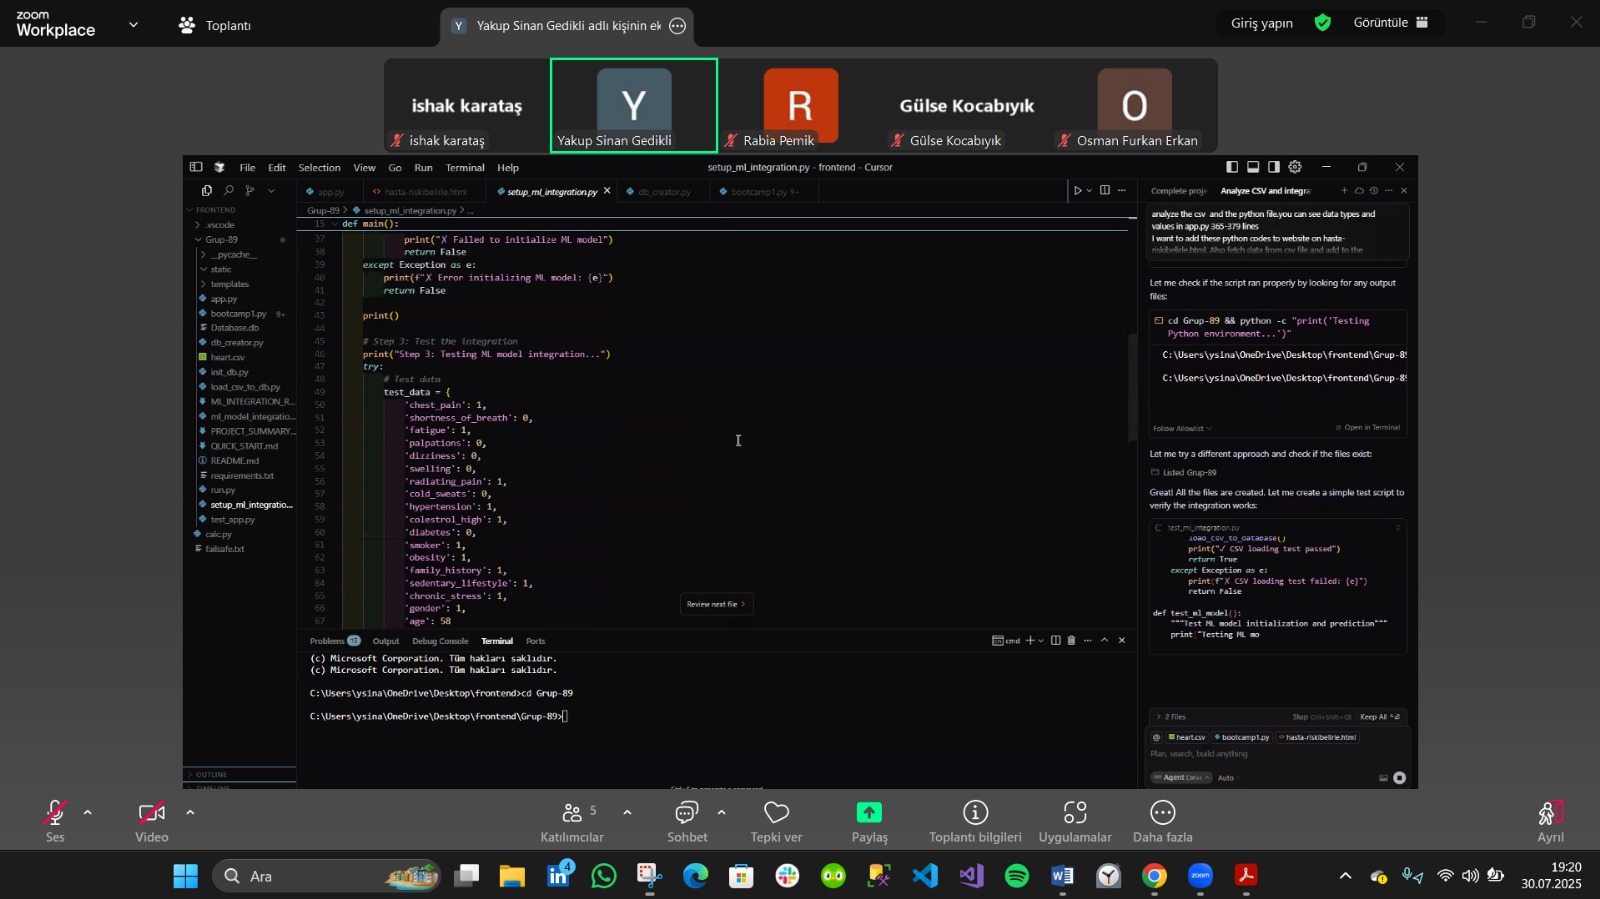 zoom
Workplace
Toplantı
Y
Yakup Sinan Gedikli adlı kişinin ek
Giriş yapın
Görüntüle
ishak karataş
Y
R
Gülse Kocabıyık
O
ishak karataş
Yakup Sinan Gedikli
Rabia Pemik
Gülse Kocabıyık
Osman Furkan Erkan
File
Edit
Selection
View
Go
Run
Terminal
Help
setup_ml_integration.py - frontend - Cursor
app.py
hasta-riskibelirle.html
setup_ml_integration.py
db_creator.py
bootcamp1.py 9+
Complete proje
Analyze CSV and integra
Grup-89 > setup_ml_integration.py > ...
FRONTEND
.vscode
Grup-89
__pycache__
static
templates
app.py
bootcamp1.py 9+
Database.db
db_creator.py
heart.csv
init_db.py
load_csv_to_db.py
ML_INTEGRATION_R...
ml_model_integratio...
PROJECT_SUMMARY...
QUICK_START.md
README.md
requirements.txt
run.py
setup_ml_integratio...
test_app.py
calc.py
failsafe.txt
OUTLINE
TIMELINE
15 def main():
37 print("✗ Failed to initialize ML model")
38 return False
39 except Exception as e:
40 print(f"✗ Error initializing ML model: {e}")
41 return False
42
43 print()
44
45 # Step 3: Test the integration
46 print("Step 3: Testing ML model integration...")
47 try:
48 # Test data
49 test_data = {
50 'chest_pain': 1,
51 'shortness_of_breath': 0,
52 'fatigue': 1,
53 'palpations': 0,
54 'dizziness': 0,
55 'swelling': 0,
56 'radiating_pain': 1,
57 'cold_sweats': 0,
58 'hypertension': 1,
59 'colestrol_high': 1,
60 'diabetes': 0,
61 'smoker': 1,
62 'obesity': 1,
63 'family_history': 1,
64 'sedentary_lifestyle': 1,
65 'chronic_stress': 1,
66 'gender': 1,
67 'age': 58
Review next file
Problems 15
Output
Debug Console
Terminal
Ports
cmd
(c) Microsoft Corporation. Tüm hakları saklıdır.
(c) Microsoft Corporation. Tüm hakları saklıdır.
C:\Users\ysina\OneDrive\Desktop\frontend>cd Grup-89
C:\Users\ysina\OneDrive\Desktop\frontend\Grup-89>
analyze the csv and the python file.you can see data types and
values in app.py 365-379 lines
I want to add these python codes to website on hasta-
riskibelirle.html. Also fetch data from csv file and add to the
Let me check if the script ran properly by looking for any output
files:
cd Grup-89 && python -c "print('Testing
Python environment...')"
C:\Users\ysina\OneDrive\Desktop\frontend\Grup-89
C:\Users\ysina\OneDrive\Desktop\frontend\Grup-89
Follow Allowlist
Open in Terminal
Let me try a different approach and check if the files exist:
Listed Grup-89
Great! All the files are created. Let me create a simple test script to
verify the integration works:
test_ml_integration.py
load_csv_to_database()
print("✓ CSV loading test passed")
return True
except Exception as e:
print(f"✗ CSV loading test failed: {e}")
return False
def test_ml_model():
"""Test ML model initialization and prediction"""
print("Testing ML mo
2 Files
Stop
Keep All
@
heart.csv
bootcamp1.py
hasta-riskibelirle.html
Plan, search, build anything
Agent
Auto
Ses
Video
5
Katılımcılar
Sohbet
Tepki ver
Paylaş
Toplantı bilgileri
Uygulamalar
Daha fazla
Ayrıl
Ara
4
zoom
19:20
30.07.2025